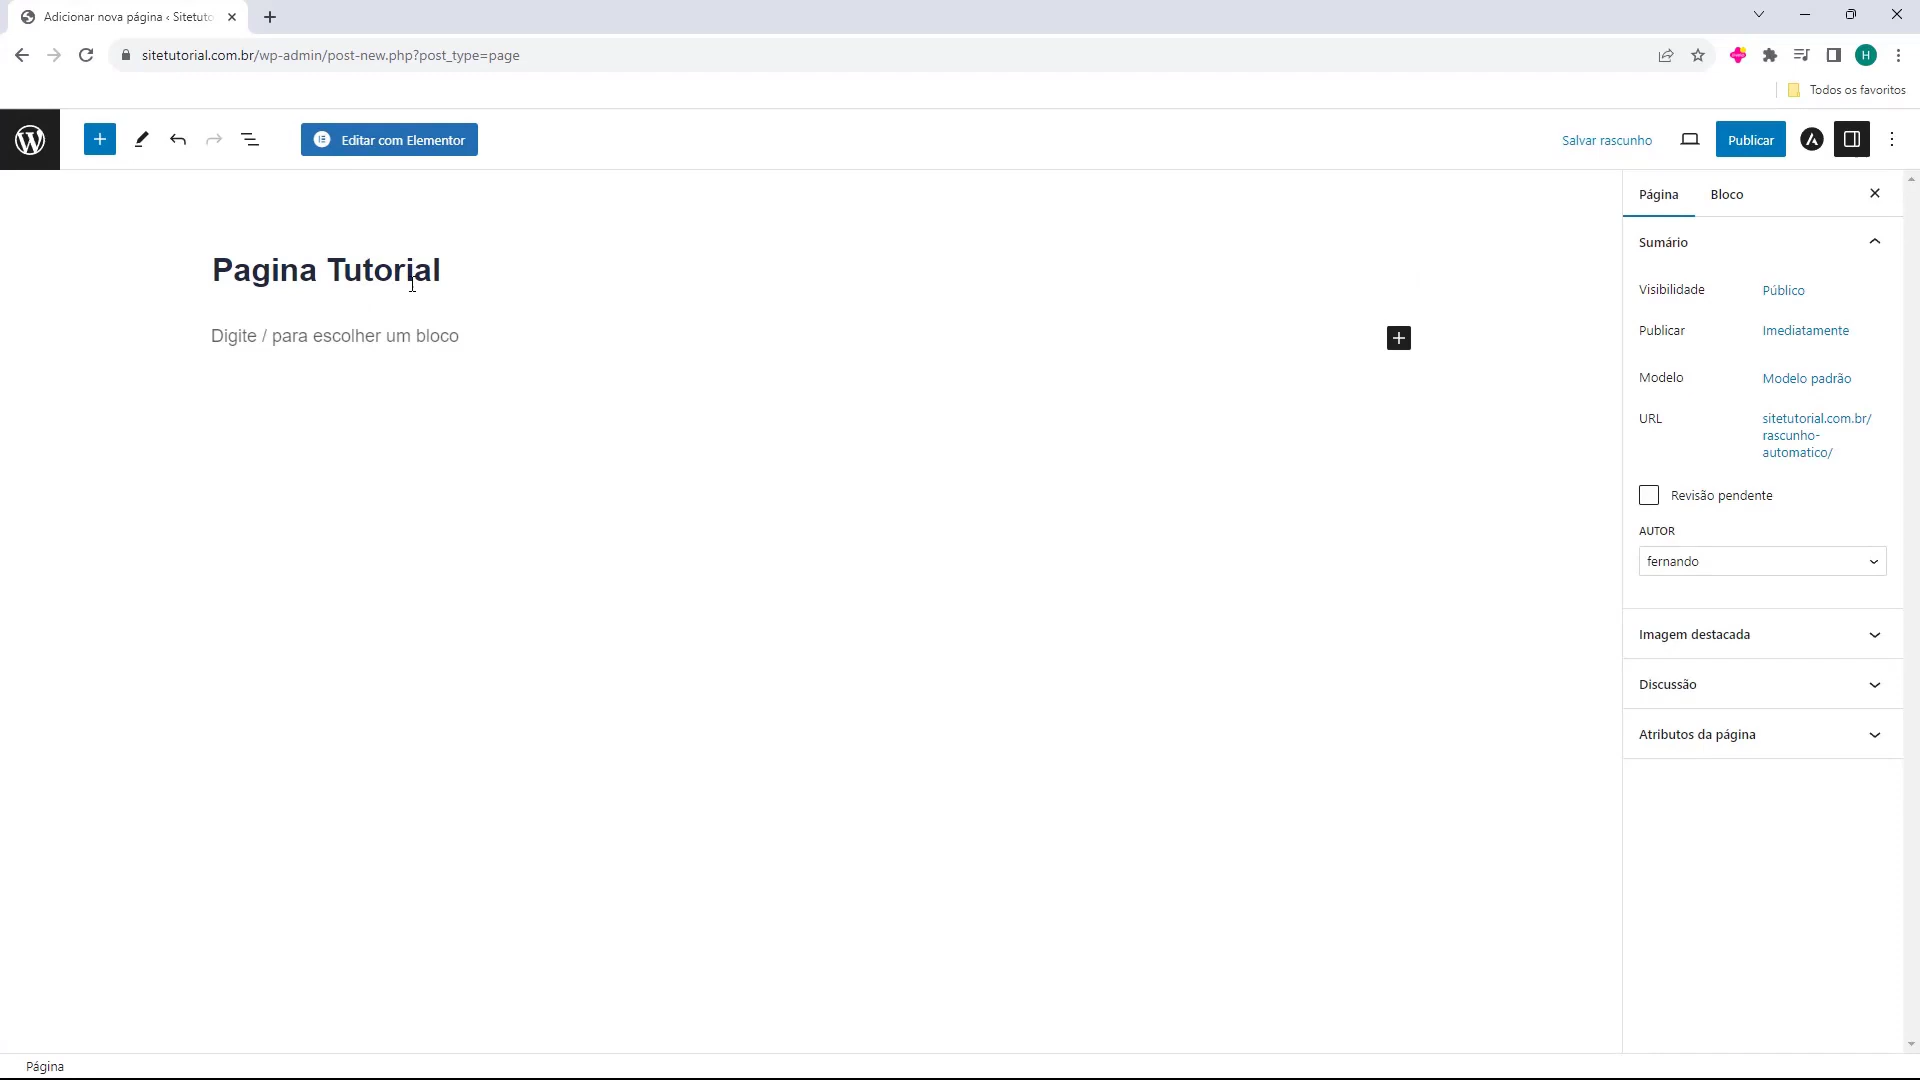 Adicionar nova página ‹ Sitetuto
sitetutorial.com.br/wp-admin/post-new.php?post_type=page
H
Todos os favoritos
Editar com Elementor
Salvar rascunho
Publicar
Página
Bloco
Sumário
Pagina Tutorial
Visibilidade
Público
Digite / para escolher um bloco
Publicar
Imediatamente
Modelo
Modelo padrão
URL
sitetutorial.com.br/
rascunho-
automatico/
Revisão pendente
AUTOR
fernando
Imagem destacada
Discussão
Atributos da página
Página